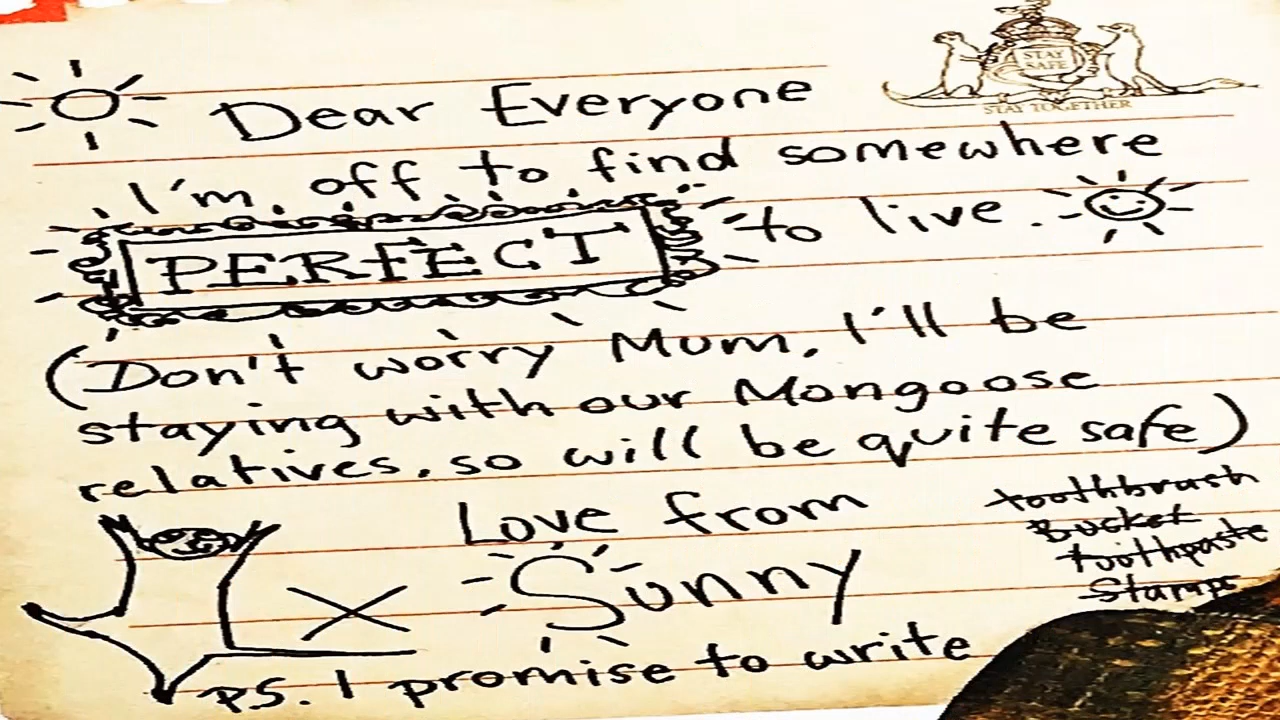 STAY
SAFE
STAY TOGETHER
Dear Everyone
I'm off to find somewhere
PERFECT to live.
(Don't worry Mum, I'll be
staying with our Mongoose
relatives, so will be quite safe)
Love from
Sunny
X
P.S. I promise to write
toothbrush
Bucket
toothpaste
Stamps